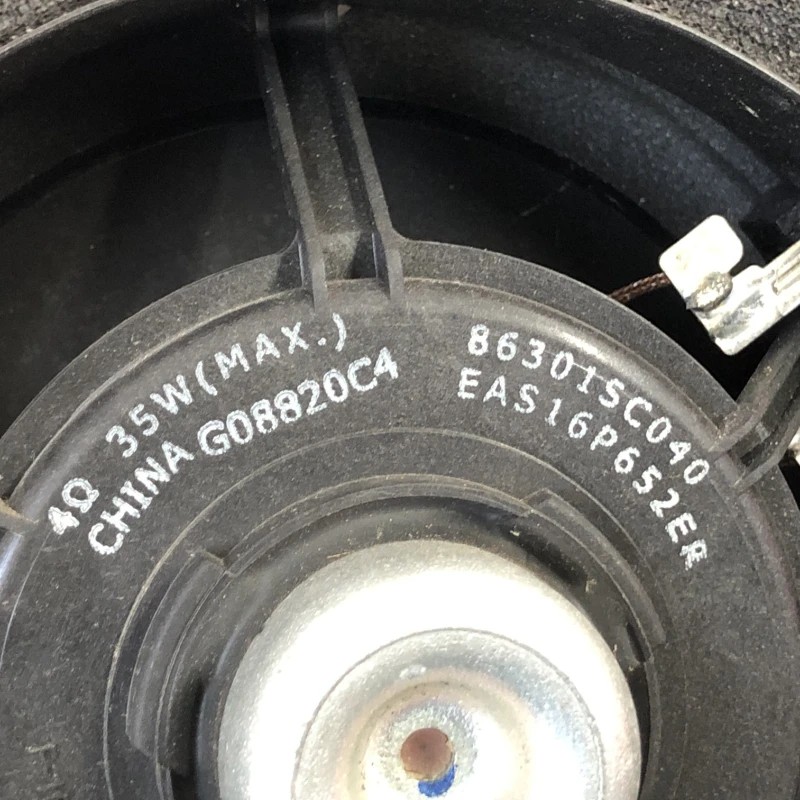 4Ω 35W(MAX.)
CHINA G08820C4
86301SC040
EAS16P652ER